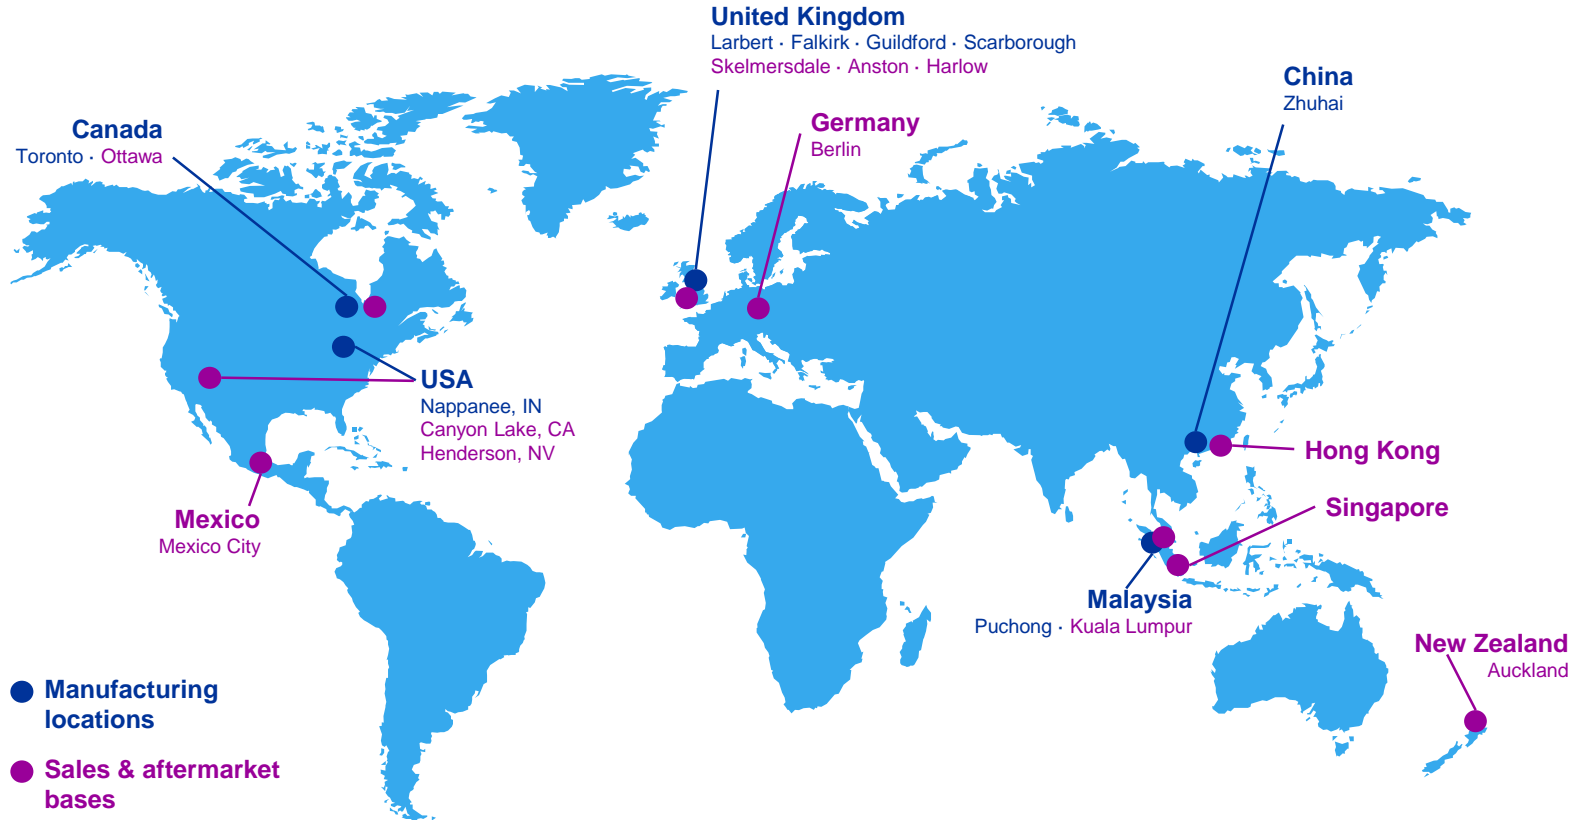 United Kingdom
Larbert · Falkirk · Guildford · Scarborough
Skelmersdale · Anston · Harlow
China
Zhuhai
Canada
Toronto · Ottawa
Germany
Berlin
USA
Nappanee, IN
Canyon Lake, CA
Henderson, NV
Hong Kong
Mexico
Mexico City
Singapore
Malaysia
Puchong · Kuala Lumpur
New Zealand
Auckland
Manufacturing
locations
Sales & aftermarket
bases